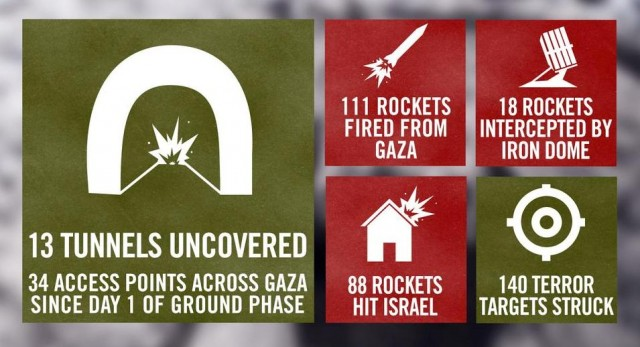 13 TUNNELS UNCOVERED
34 ACCESS POINTS ACROSS GAZA
SINCE DAY 1 OF GROUND PHASE
111 ROCKETS
FIRED FROM
GAZA
18 ROCKETS
INTERCEPTED BY
IRON DOME
88 ROCKETS
HIT ISRAEL
140 TERROR
TARGETS STRUCK